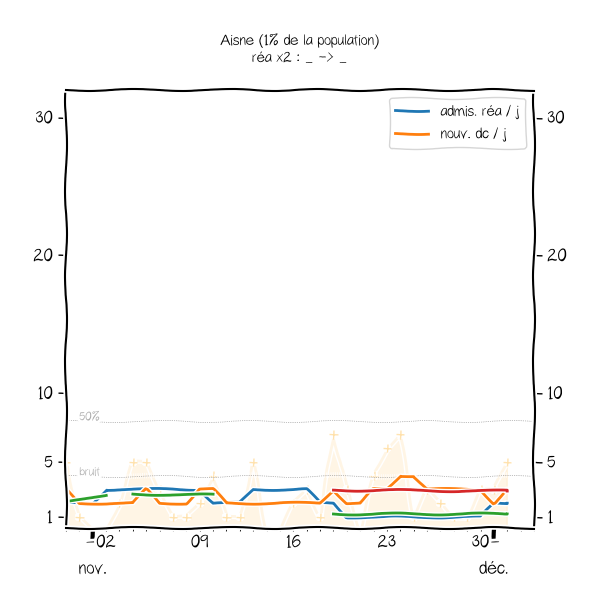 Aisne (1% de la population)
réa x2 : _ -> _
admis. réa / j
nouv. dc / j
30
30
20
20
10
10
50%
5
5
bruit
1
1
02
09
16
23
30
nov.
déc.